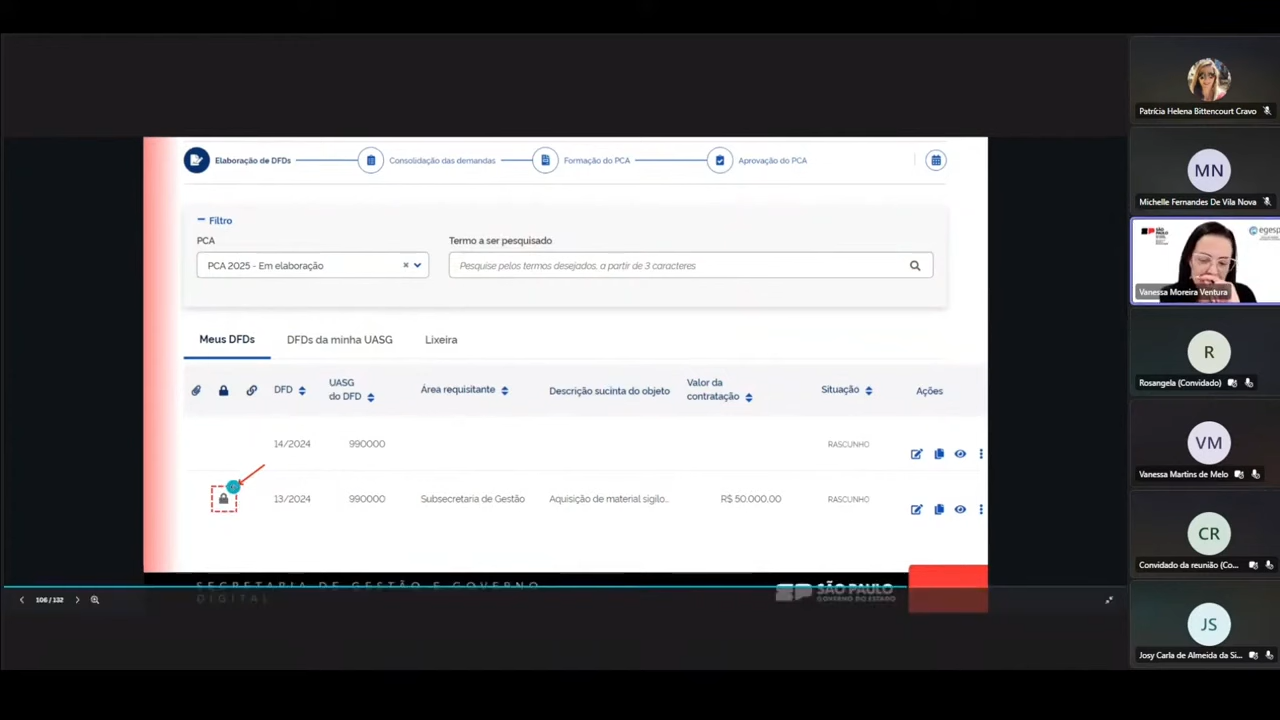 Elaboração de DFDs
Consolidação das demandas
Formação do PCA
Aprovação do PCA
Filtro
PCA
Termo a ser pesquisado
PCA 2025 - Em elaboração
Pesquise pelos termos desejados, a partir de 3 caracteres
Meus DFDs
DFDs da minha UASG
Lixeira
DFD
UASG
do DFD
Área requisitante
Descrição sucinta do objeto
Valor da
contratação
Situação
Ações
14/2024
990000
RASCUNHO
13/2024
990000
Subsecretaria de Gestão
Aquisição de material sigilo...
R$ 50.000,00
RASCUNHO
SECRETARIA DE GESTÃO E GOVERNO
DIGITAL
SÃO PAULO
GOVERNO DO ESTADO
106 / 132
Patrícia Helena Bittencourt Cravo
MN
Michelle Fernandes De Vila Nova
SÃO PAULO
egesp
Vanessa Moreira Ventura
R
Rosangela (Convidado)
VM
Vanessa Martins de Melo
CR
Convidado da reunião (Co...
JS
Josy Carla de Almeida da Si...